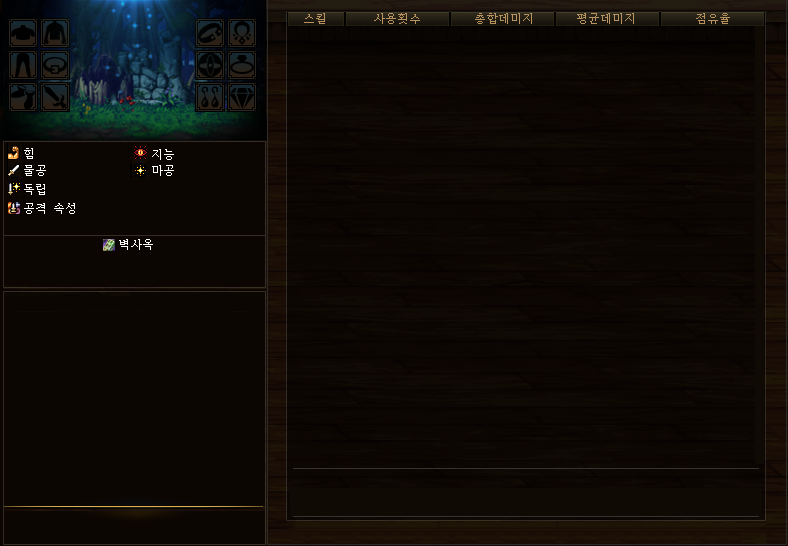 스킬 사용횟수 총합데미지 평균데미지 점유율
힘 지능
물공 마공
독립
공격 속성
벽사옥